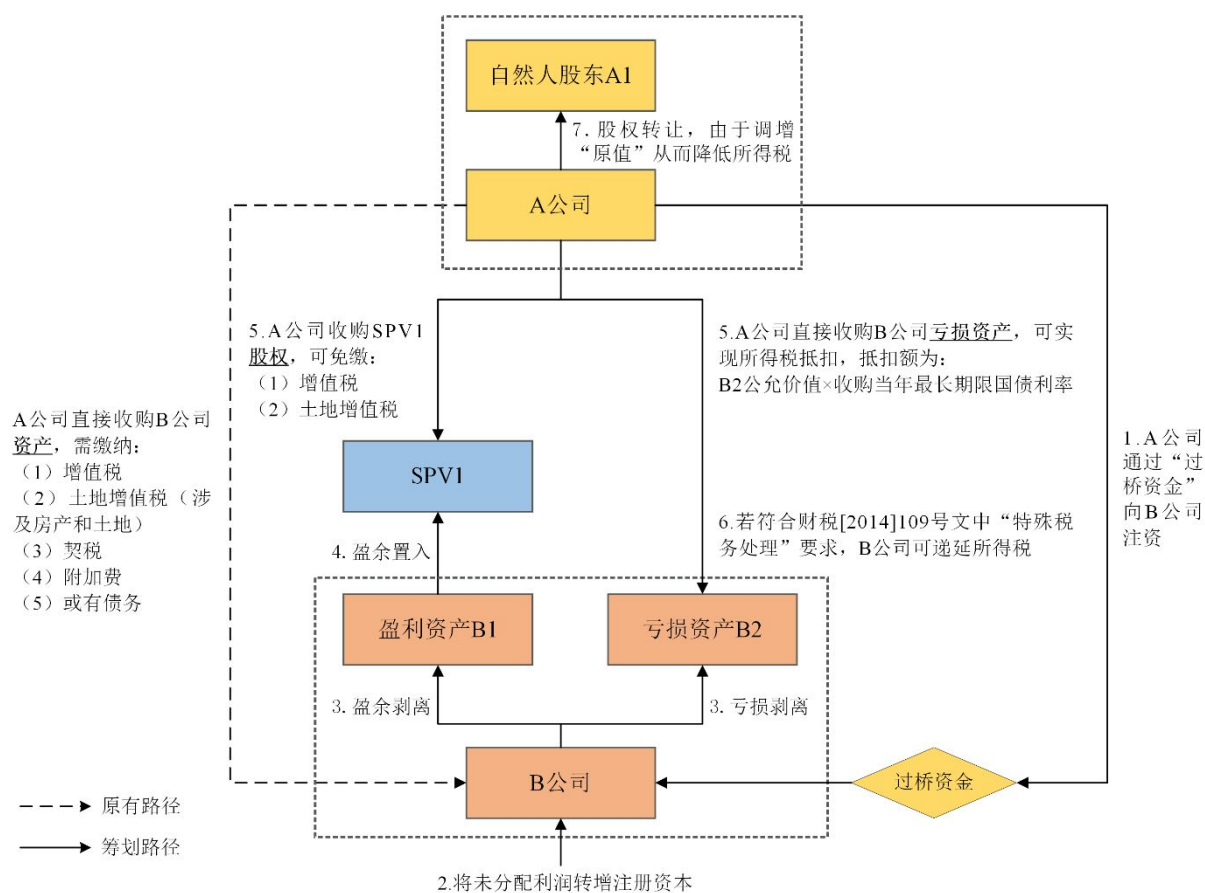 自然人股东A1
7. 股权转让，由于调增
“原值”从而降低所得税
A公司
5.A公司收购SPV1
股权，可免缴：
（1）增值税
（2）土地增值税
5.A公司直接收购B公司亏损资产，可实
现所得税抵扣，抵扣额为：
B2公允价值×收购当年最长期限国债利率
A公司直接收购B公司
资产，需缴纳：
（1）增值税
（2）土地增值税（涉
及房产和土地）
（3）契税
（4）附加费
（5）或有债务
1.A公司
通过“过
桥资金”
向B公司
注资
SPV1
4. 盈余置入
6.若符合财税[2014]109号文中“特殊税
务处理”要求，B公司可递延所得税
盈利资产B1
亏损资产B2
3. 盈余剥离
3. 亏损剥离
B公司
过桥资金
原有路径
筹划路径
2.将未分配利润转增注册资本